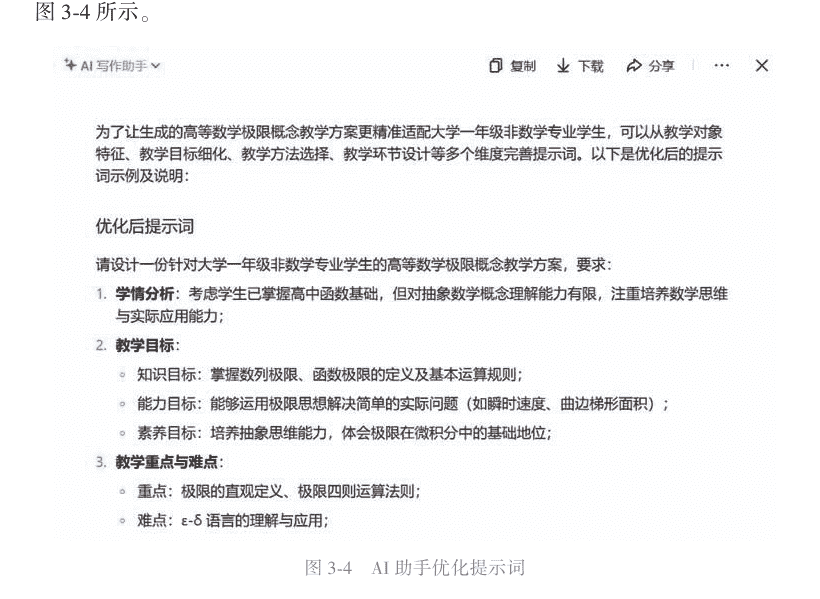 图 3-4 所示。
AI 写作助手
复制 下载 分享
为了让生成的高等数学极限概念教学方案更精准适配大学一年级非数学专业学生，可以从教学对象
特征、教学目标细化、教学方法选择、教学环节设计等多个维度完善提示词。以下是优化后的提示
词示例及说明：
优化后提示词
请设计一份针对大学一年级非数学专业学生的高等数学极限概念教学方案，要求：
1. 学情分析：考虑学生已掌握高中函数基础，但对抽象数学概念理解能力有限，注重培养数学思维
与实际应用能力；
2. 教学目标：
◦ 知识目标：掌握数列极限、函数极限的定义及基本运算规则；
◦ 能力目标：能够运用极限思想解决简单的实际问题（如瞬时速度、曲边梯形面积）；
◦ 素养目标：培养抽象思维能力，体会极限在微积分中的基础地位；
3. 教学重点与难点：
◦ 重点：极限的直观定义、极限四则运算法则；
◦ 难点：ε-δ 语言的理解与应用；
图 3-4 AI 助手优化提示词